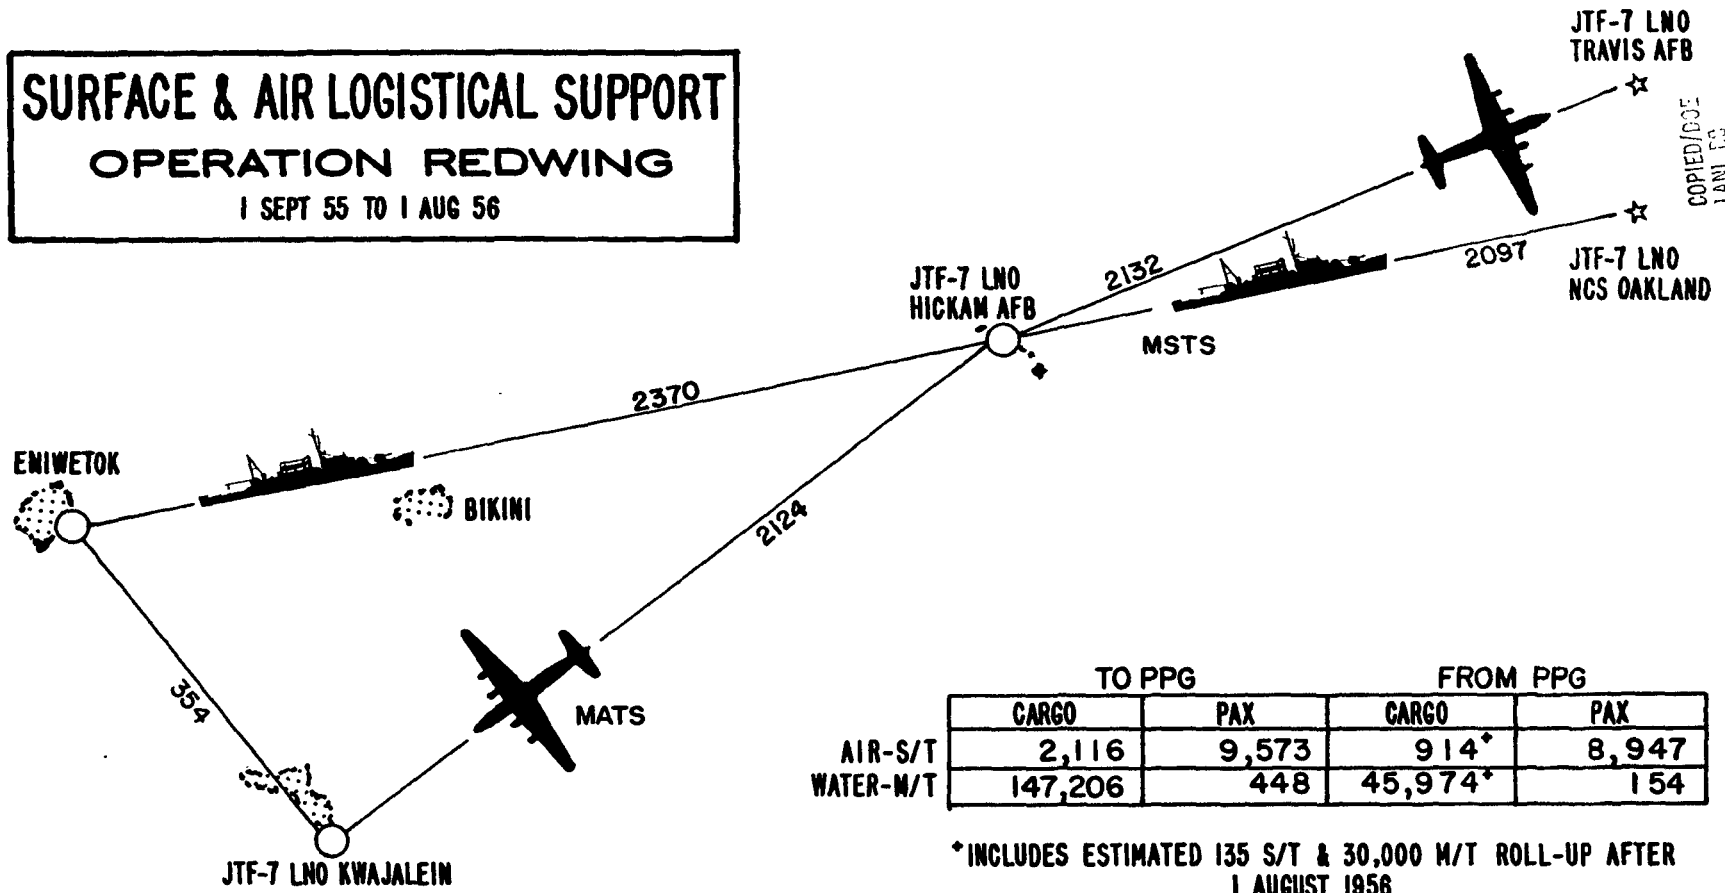 SURFACE & AIR LOGISTICAL SUPPORT
OPERATION REDWING
1 SEPT 55 TO 1 AUG 56
JTF-7 LNO
TRAVIS AFB
COPIED/DOE
JTF-7 LNO
NCS OAKLAND
2132
2097
JTF-7 LNO
HICKAM AFB
MSTS
2370
ENIWETOK
BIKINI
2124
354
MATS
JTF-7 LNO KWAJALEIN
TO PPG FROM PPG
CARGO PAX CARGO PAX
AIR-S/T 2,116 9,573 914+ 8,947
WATER-M/T 147,206 448 45,974+ 154
+INCLUDES ESTIMATED 135 S/T & 30,000 M/T ROLL-UP AFTER
1 AUGUST 1956